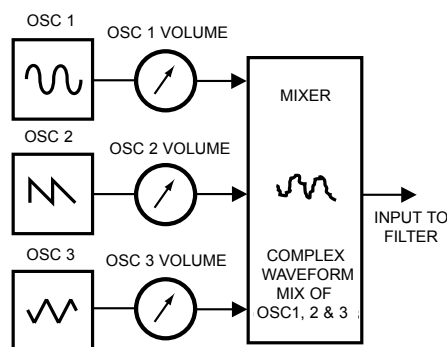 OSC 1
OSC 1 VOLUME
OSC 2
OSC 2 VOLUME
OSC 3
OSC 3 VOLUME
MIXER
COMPLEX
WAVEFORM
MIX OF
OSC1, 2 & 3
INPUT TO
FILTER